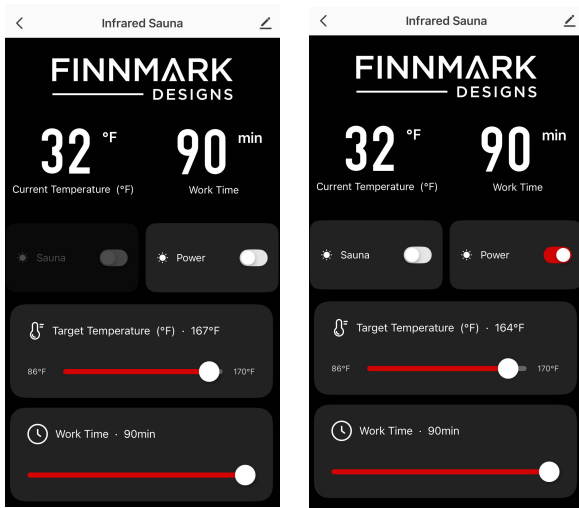 Infrared Sauna
FINNMARK
DESIGNS
32 °F
90 min
Current Temperature (°F)
Work Time
Sauna
Power
Target Temperature (°F) · 167°F
86°F
170°F
Work Time · 90min
Infrared Sauna
FINNMARK
DESIGNS
32 °F
90 min
Current Temperature (°F)
Work Time
Sauna
Power
Target Temperature (°F) · 164°F
86°F
170°F
Work Time · 90min